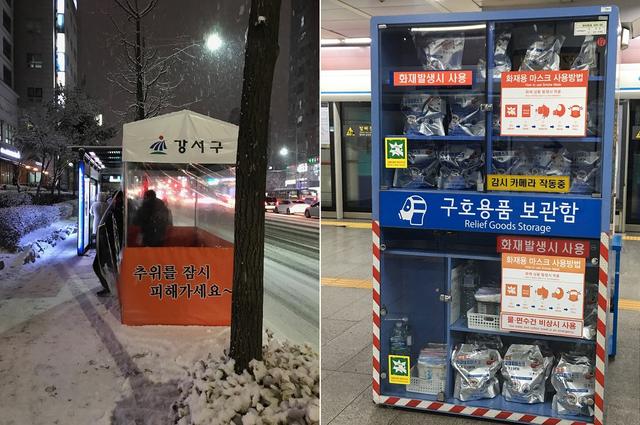 강서구
추위를 잠시
피해가세요~
화재발생시 사용
화재용 마스크 사용방법
감시 카메라 작동중
구호용품 보관함
Relief Goods Storage
화재발생시 사용
화재용 마스크 사용방법
물·면수건 비상시 사용